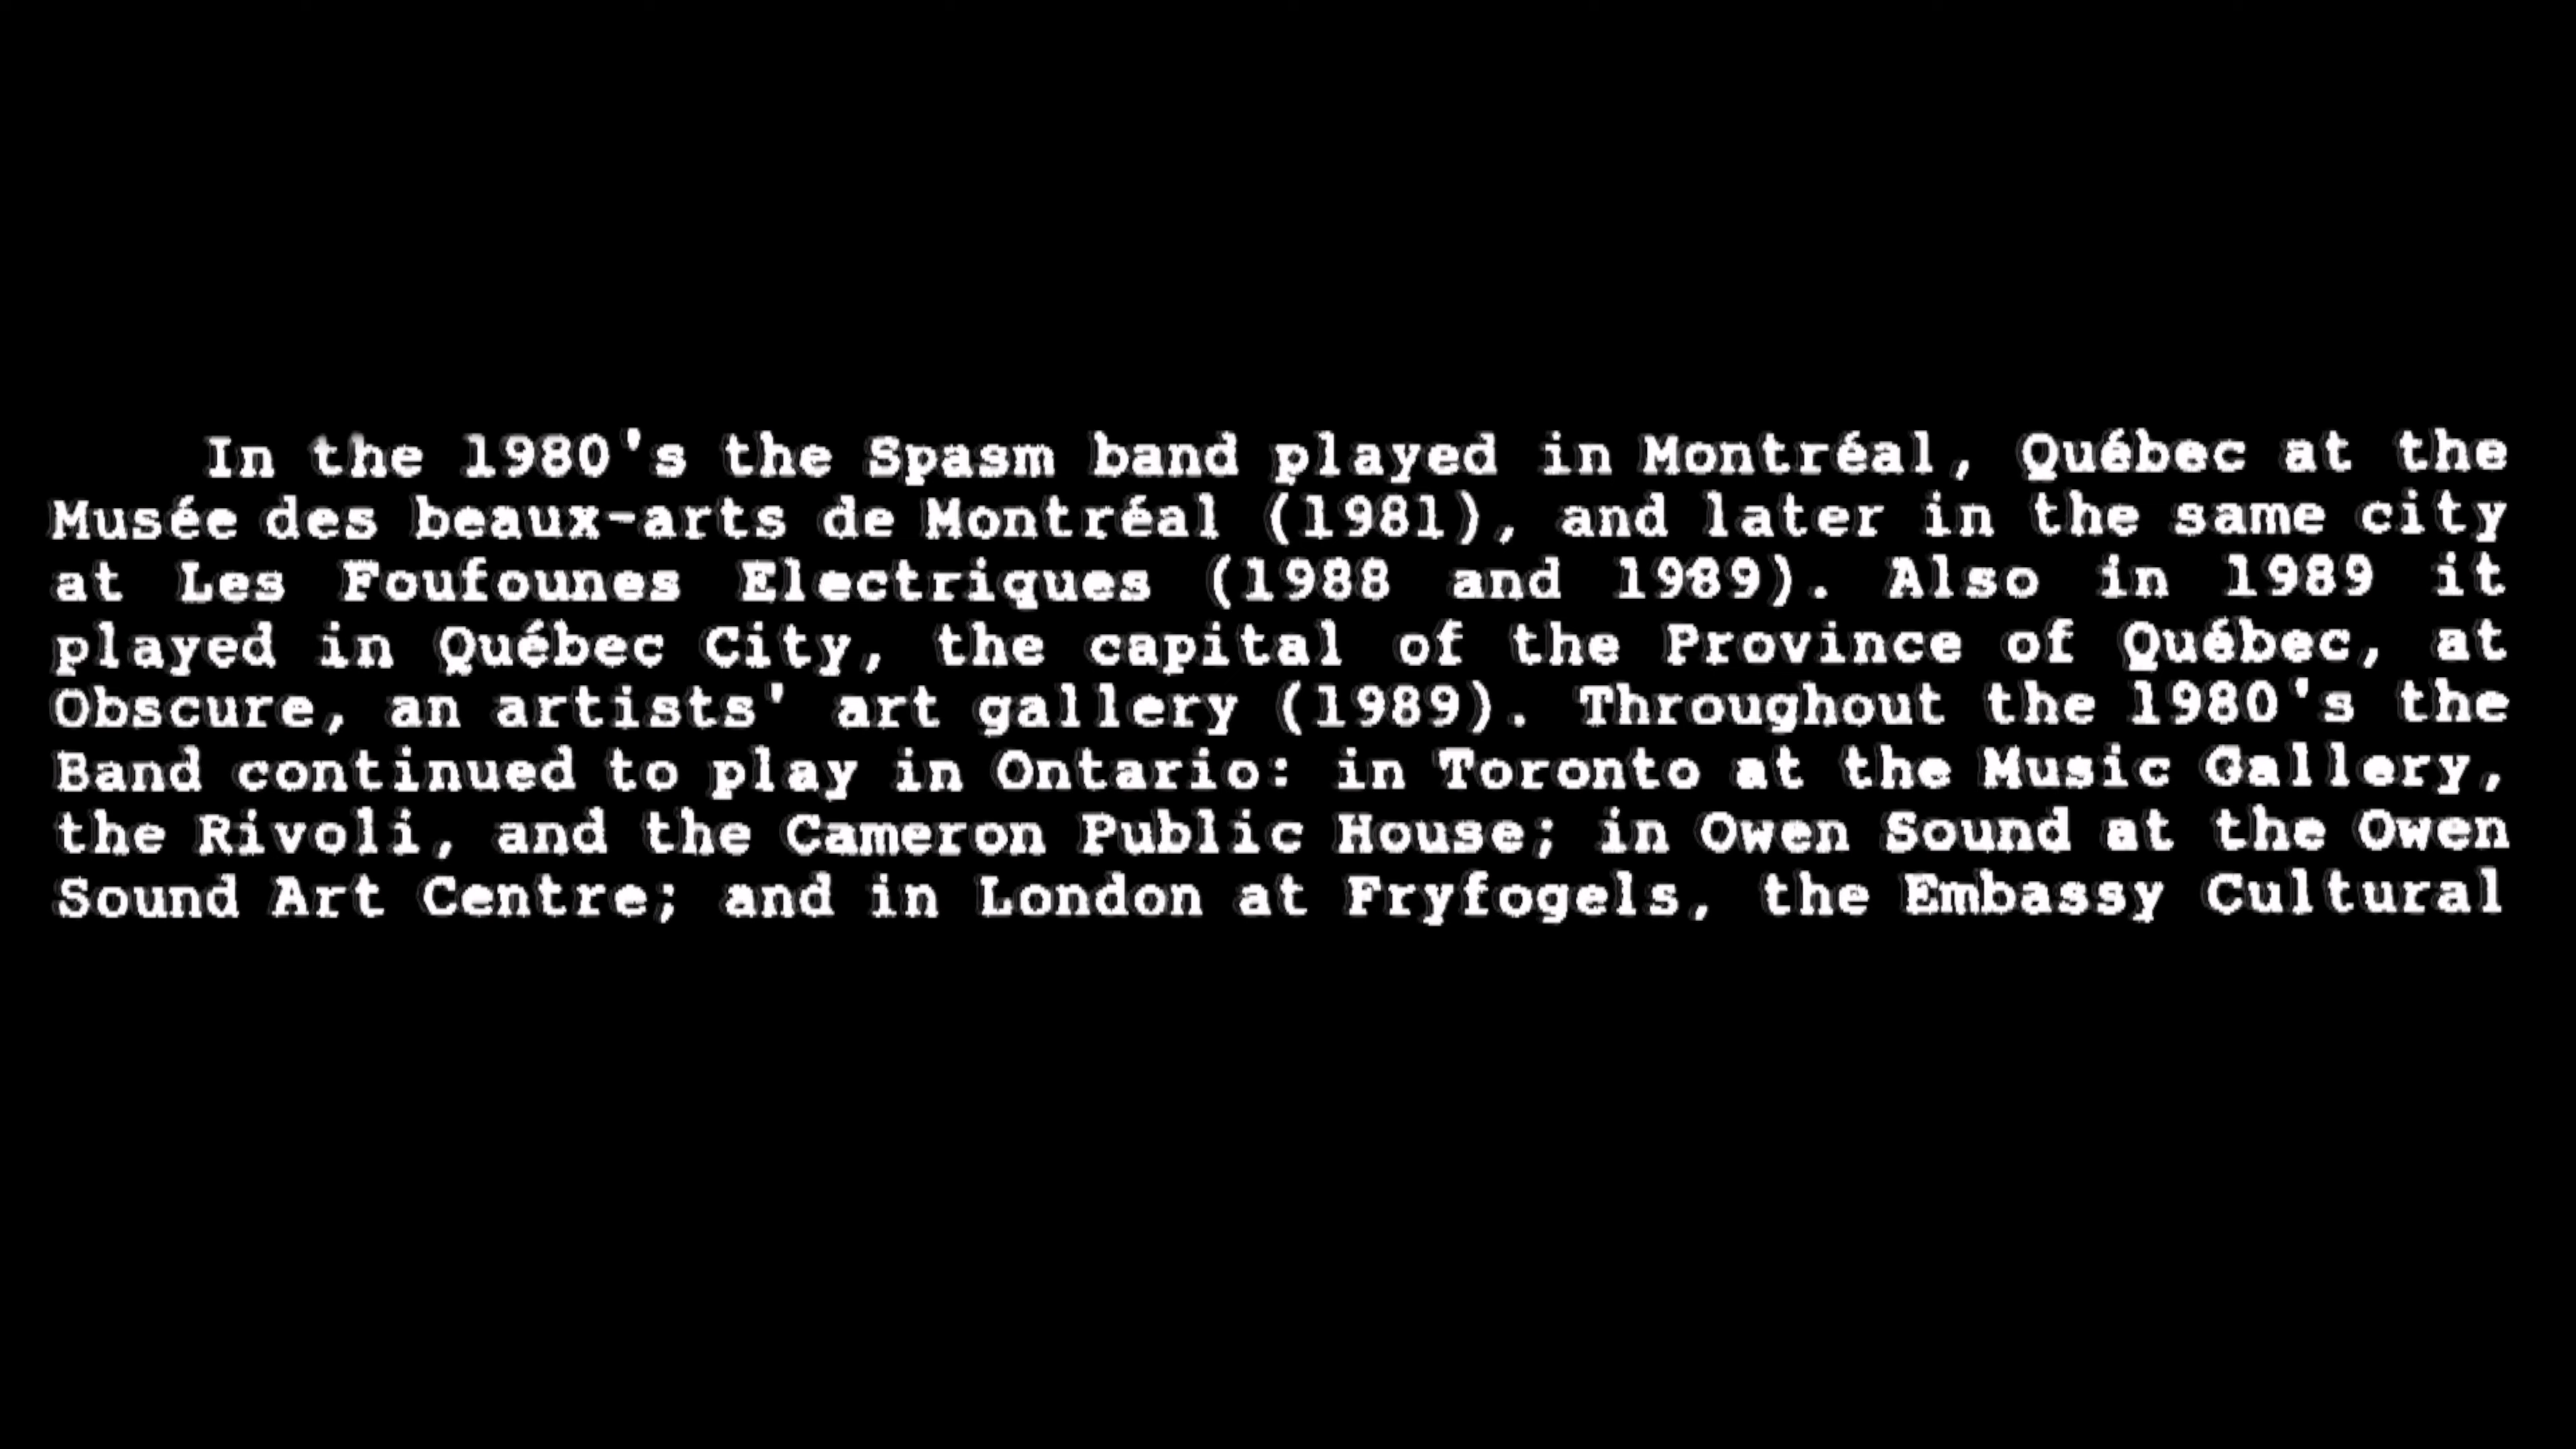 In the 1980's the Spasm band played in Montréal, Québec at the
Musée des beaux-arts de Montréal (1981), and later in the same city
at Les Foufounes Electriques (1988 and 1989). Also in 1989 it
played in Québec City, the capital of the Province of Québec, at
Obscure, an artists' art gallery (1989). Throughout the 1980's the
Band continued to play in Ontario: in Toronto at the Music Gallery,
the Rivoli, and the Cameron Public House; in Owen Sound at the Owen
Sound Art Centre; and in London at Fryfogels, the Embassy Cultural